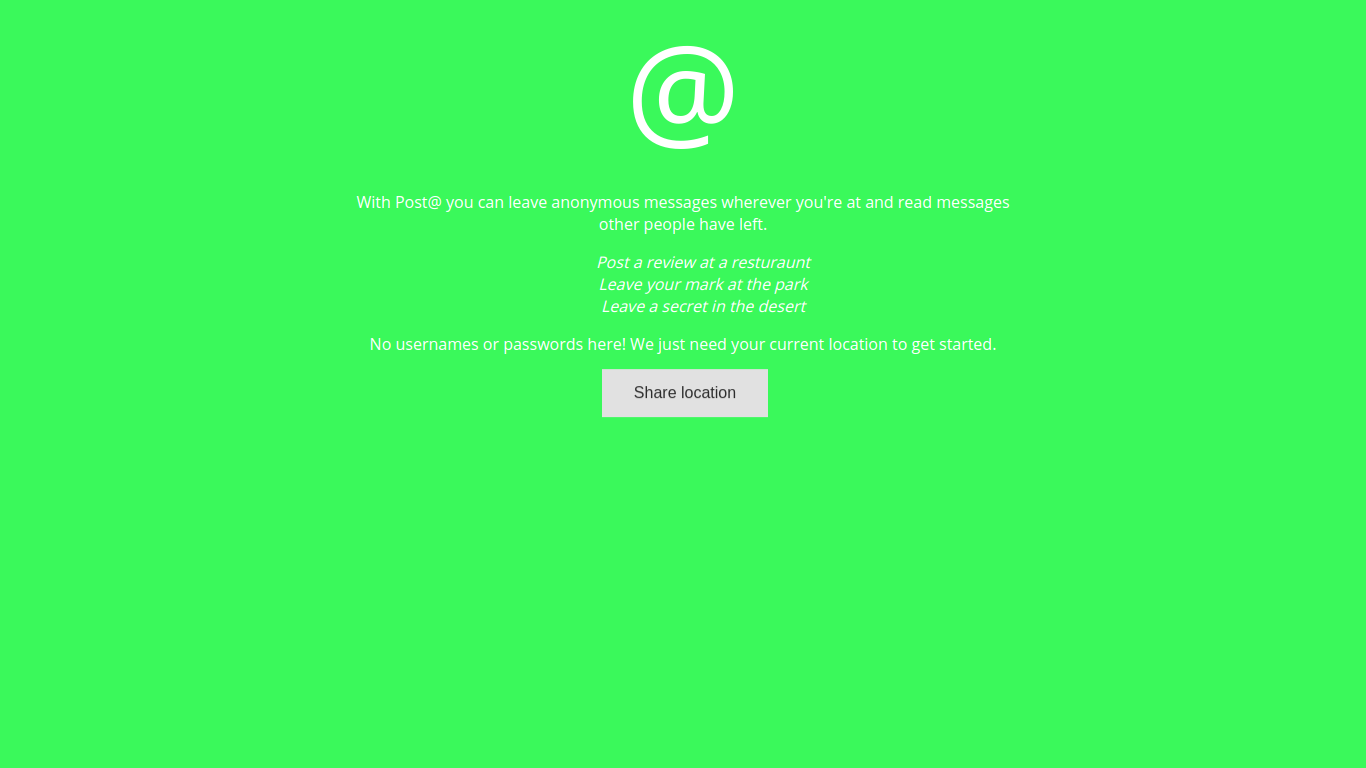 @
With Post@ you can leave anonymous messages wherever you're at and read messages
other people have left.
Post a review at a resturaunt
Leave your mark at the park
Leave a secret in the desert
No usernames or passwords here! We just need your current location to get started.
Share location